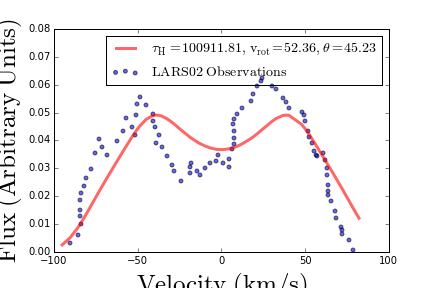 Flux (Arbitrary Units)
0.08
0.07
0.06
0.05
0.04
0.03
0.02
0.01
0.00
τH =100911.81, vrot=52.36, θ=45.23
LARS02 Observations
−100 −50 0 50 100
Velocity (km/s)